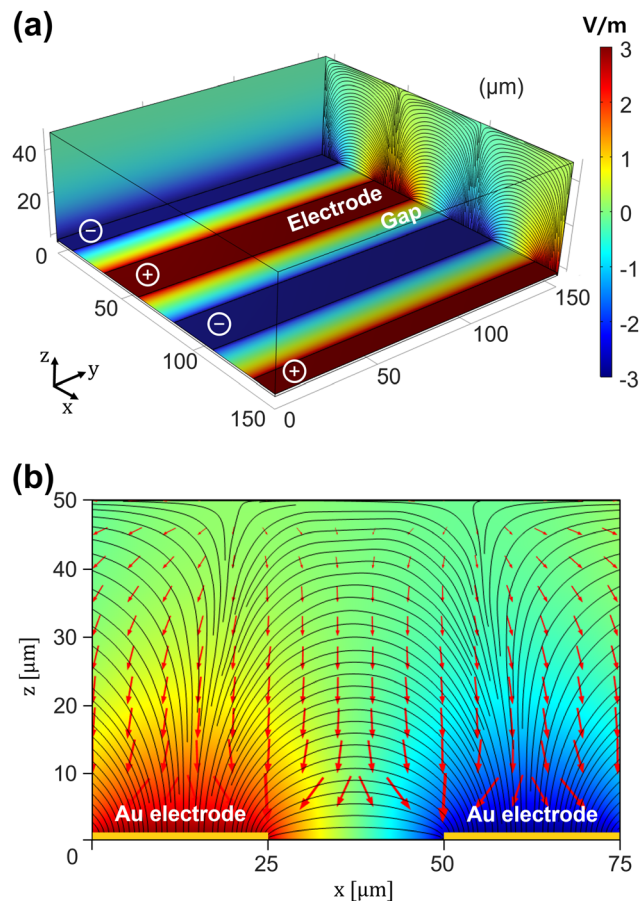 (a)
V/m
3
2
1
0
-1
-2
-3
(μm)
40
20
0
50
100
150
0
50
100
150
Electrode
Gap
−
+
−
+
z
y
x
(b)
50
40
30
20
10
0
z [μm]
Au electrode
Au electrode
25
50
75
x [μm]